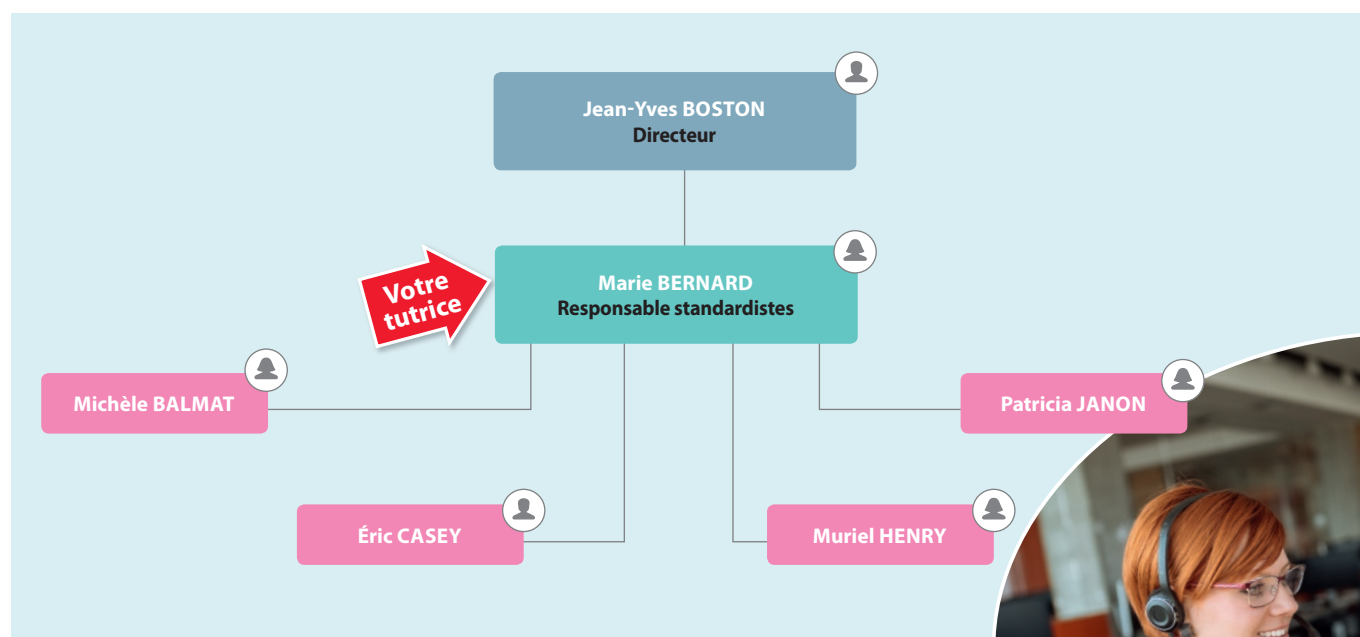 Jean-Yves BOSTON
Directeur
Votre
tutrice
Marie BERNARD
Responsable standardistes
Michèle BALMAT
Patricia JANON
Éric CASEY
Muriel HENRY